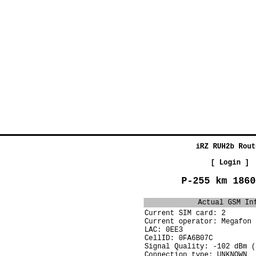 iRZ RUH2b Rout
[ Login ]
P-255 km 1860
Actual GSM Inf
Current SIM card: 2
Current operator: Megafon
LAC: 0EE3
CellID: 0FA6B07C
Signal Quality: -102 dBm (
Connection type: UNKNOWN